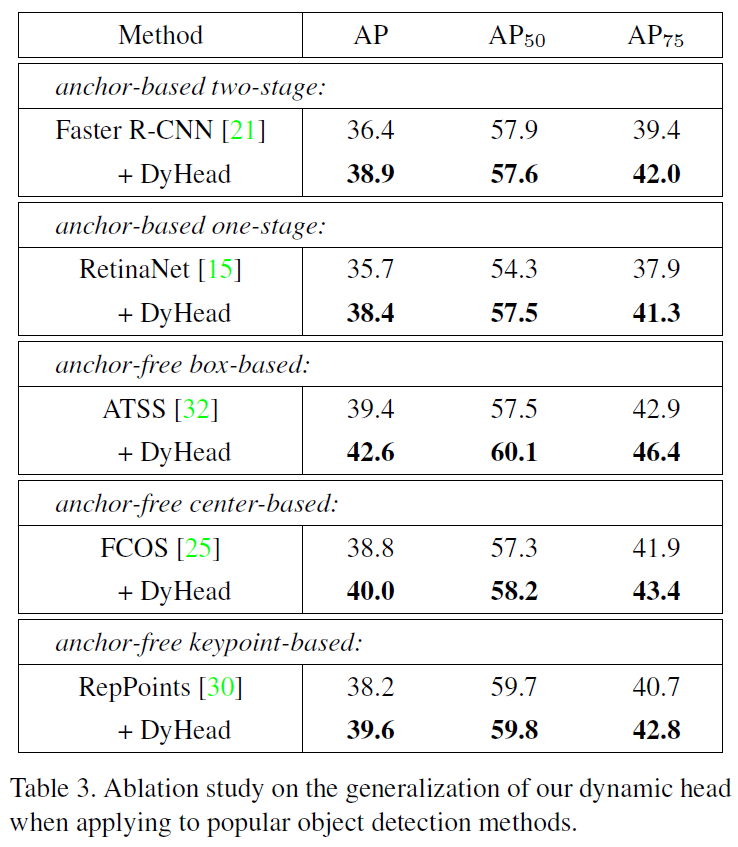 Method AP AP50 AP75
anchor-based two-stage:
Faster R-CNN [21] 36.4 57.9 39.4
+ DyHead 38.9 57.6 42.0
anchor-based one-stage:
RetinaNet [15] 35.7 54.3 37.9
+ DyHead 38.4 57.5 41.3
anchor-free box-based:
ATSS [32] 39.4 57.5 42.9
+ DyHead 42.6 60.1 46.4
anchor-free center-based:
FCOS [25] 38.8 57.3 41.9
+ DyHead 40.0 58.2 43.4
anchor-free keypoint-based:
RepPoints [30] 38.2 59.7 40.7
+ DyHead 39.6 59.8 42.8
Table 3. Ablation study on the generalization of our dynamic head
when applying to popular object detection methods.